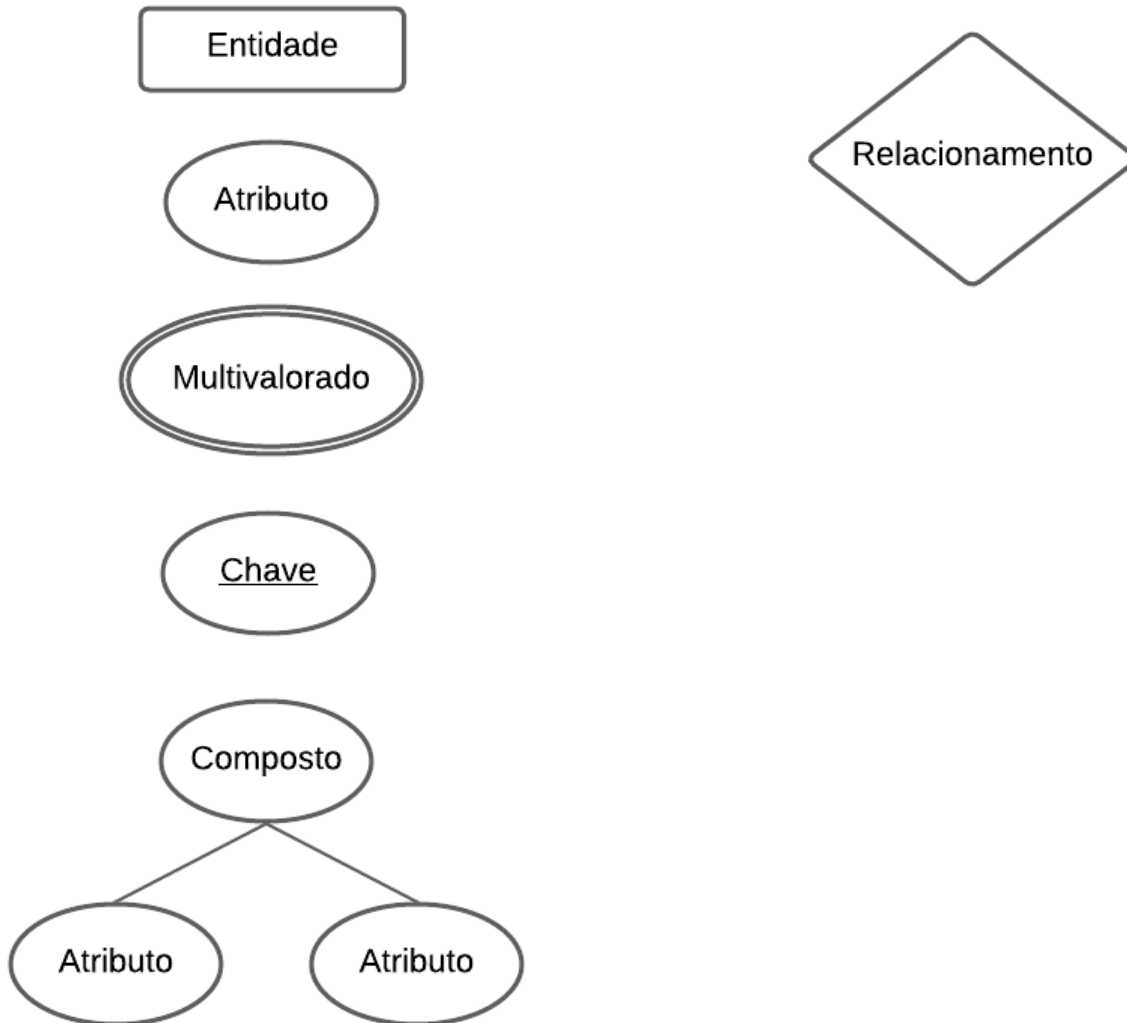 Entidade
Atributo
Relacionamento
Multivalorado
Chave
Composto
Atributo
Atributo